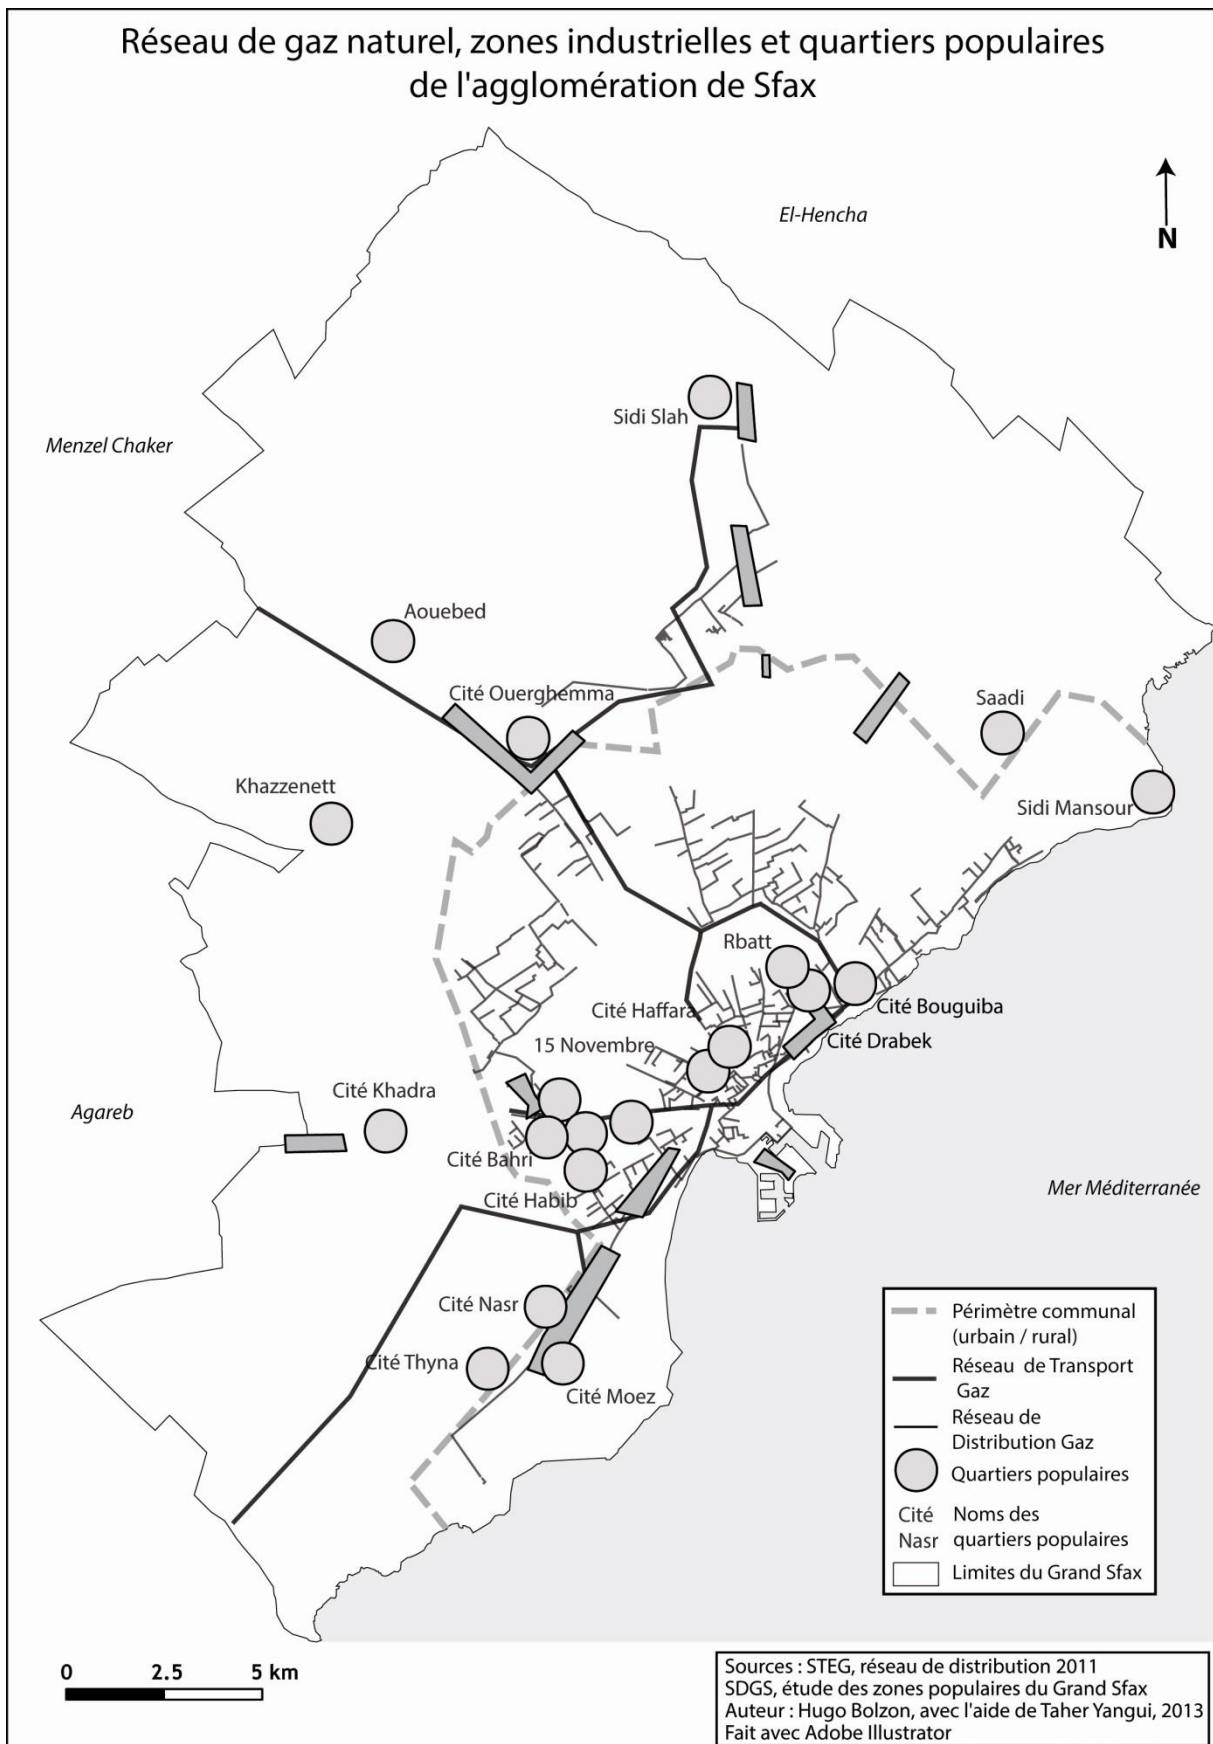 Réseau de gaz naturel, zones industrielles et quartiers populaires
de l'agglomération de Sfax
El-Hencha
N
Sidi Slah
Menzel Chaker
Aouebed
Cité Ouerghemma
Saadi
Khazzenett
Sidi Mansour
Rbatt
Cité Haffara
Cité Bouguiba
15 Novembre
Cité Drabek
Cité Khadra
Agareb
Cité Bahri
Cité Habib
Mer Méditerranée
Cité Nasr
Cité Thyna
Cité Moez
Périmètre communal
(urbain / rural)
Réseau de Transport
Gaz
Réseau de
Distribution Gaz
Quartiers populaires
Cité Noms des
Nasr quartiers populaires
Limites du Grand Sfax
0 2.5 5 km
Sources : STEG, réseau de distribution 2011
SDGS, étude des zones populaires du Grand Sfax
Auteur : Hugo Bolzon, avec l'aide de Taher Yangui, 2013
Fait avec Adobe Illustrator